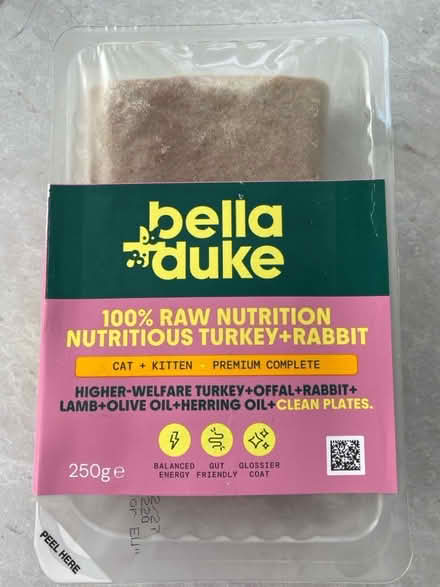 bella
+duke
100% RAW NUTRITION
NUTRITIOUS TURKEY+RABBIT
CAT + KITTEN - PREMIUM COMPLETE
HIGHER-WELFARE TURKEY+OFFAL+RABBIT+
LAMB+OLIVE OIL+HERRING OIL+CLEAN PLATES.
BALANCED ENERGY
GUT FRIENDLY
GLOSSIER COAT
250g e
PEEL HERE